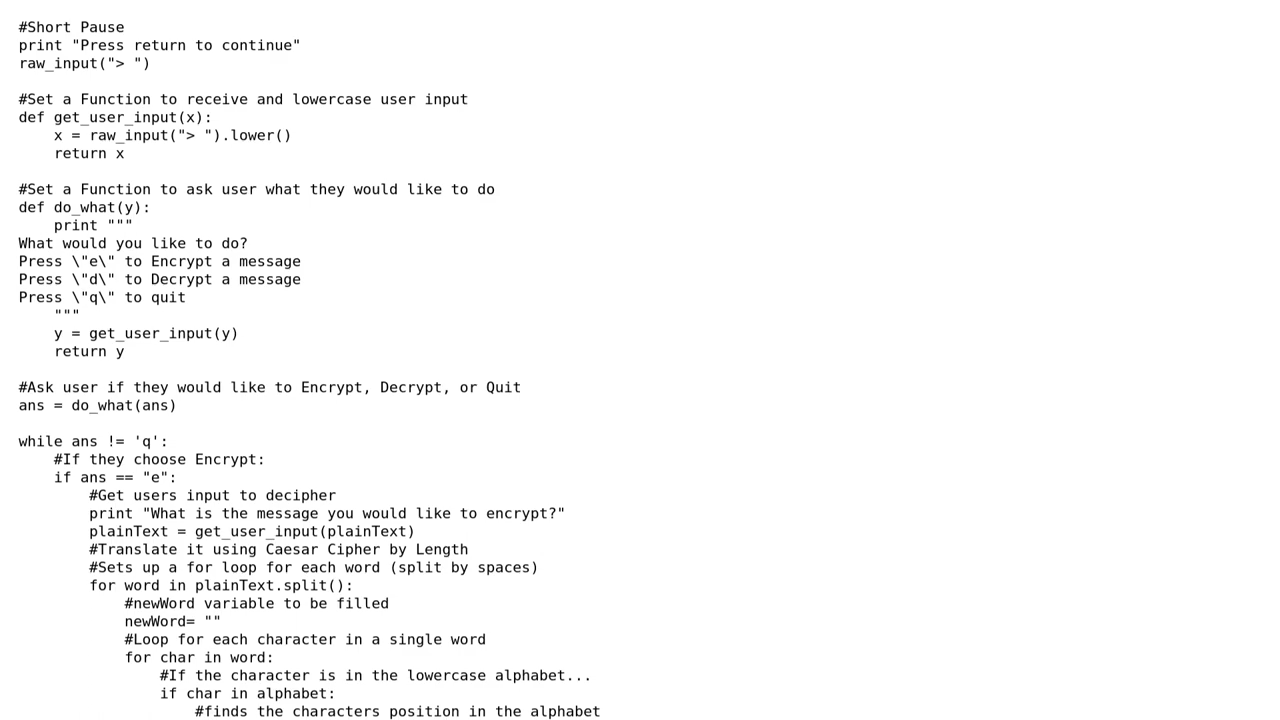 #Short Pause
print "Press return to continue"
raw_input("> ")

#Set a Function to receive and lowercase user input
def get_user_input(x):
    x = raw_input("> ").lower()
    return x

#Set a Function to ask user what they would like to do
def do_what(y):
    print """
What would you like to do?
Press \"e\" to Encrypt a message
Press \"d\" to Decrypt a message
Press \"q\" to quit
    """
    y = get_user_input(y)
    return y

#Ask user if they would like to Encrypt, Decrypt, or Quit
ans = do_what(ans)

while ans != 'q':
    #If they choose Encrypt:
    if ans == "e":
        #Get users input to decipher
        print "What is the message you would like to encrypt?"
        plainText = get_user_input(plainText)
        #Translate it using Caesar Cipher by Length
        #Sets up a for loop for each word (split by spaces)
        for word in plainText.split():
            #newWord variable to be filled
            newWord= ""
            #Loop for each character in a single word
            for char in word:
                #If the character is in the lowercase alphabet...
                if char in alphabet:
                    #finds the characters position in the alphabet